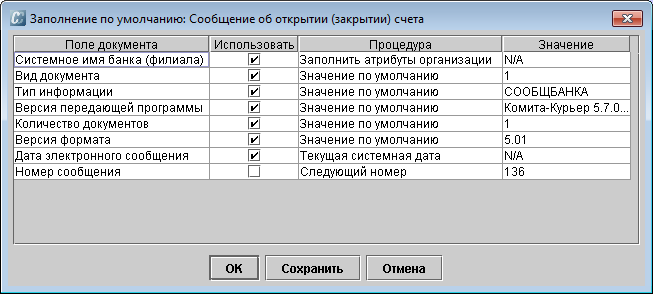 Заполнение по умолчанию: Сообщение об открытии (закрытии) счета
Поле документа Использовать Процедура Значение
Системное имя банка (филиала) Заполнить атрибуты организации N/A
Вид документа Значение по умолчанию 1
Тип информации Значение по умолчанию СООБЩБАНКА
Версия передающей программы Значение по умолчанию Комита-Курьер 5.7.0...
Количество документов Значение по умолчанию 1
Версия формата Значение по умолчанию 5.01
Дата электронного сообщения Текущая системная дата N/A
Номер сообщения Следующий номер 136
ОК Сохранить Отмена